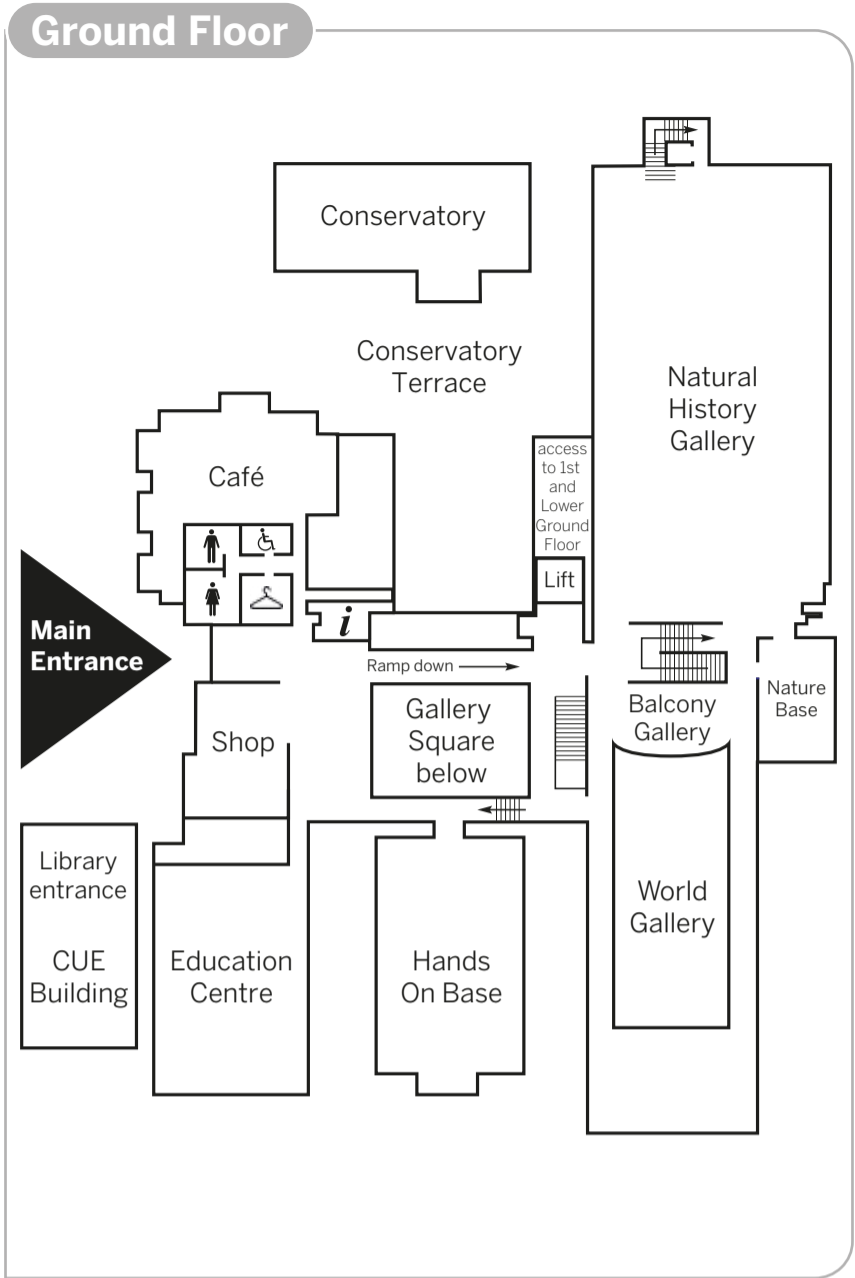 Ground Floor
Conservatory
Conservatory
Terrace
Natural
History
Gallery
Café
access
to 1st
and
Lower
Ground
Floor
Lift
i
Main
Entrance
Ramp down
Nature
Base
Balcony
Gallery
Gallery
Square
below
Shop
Library
entrance
CUE
Building
Education
Centre
Hands
On Base
World
Gallery